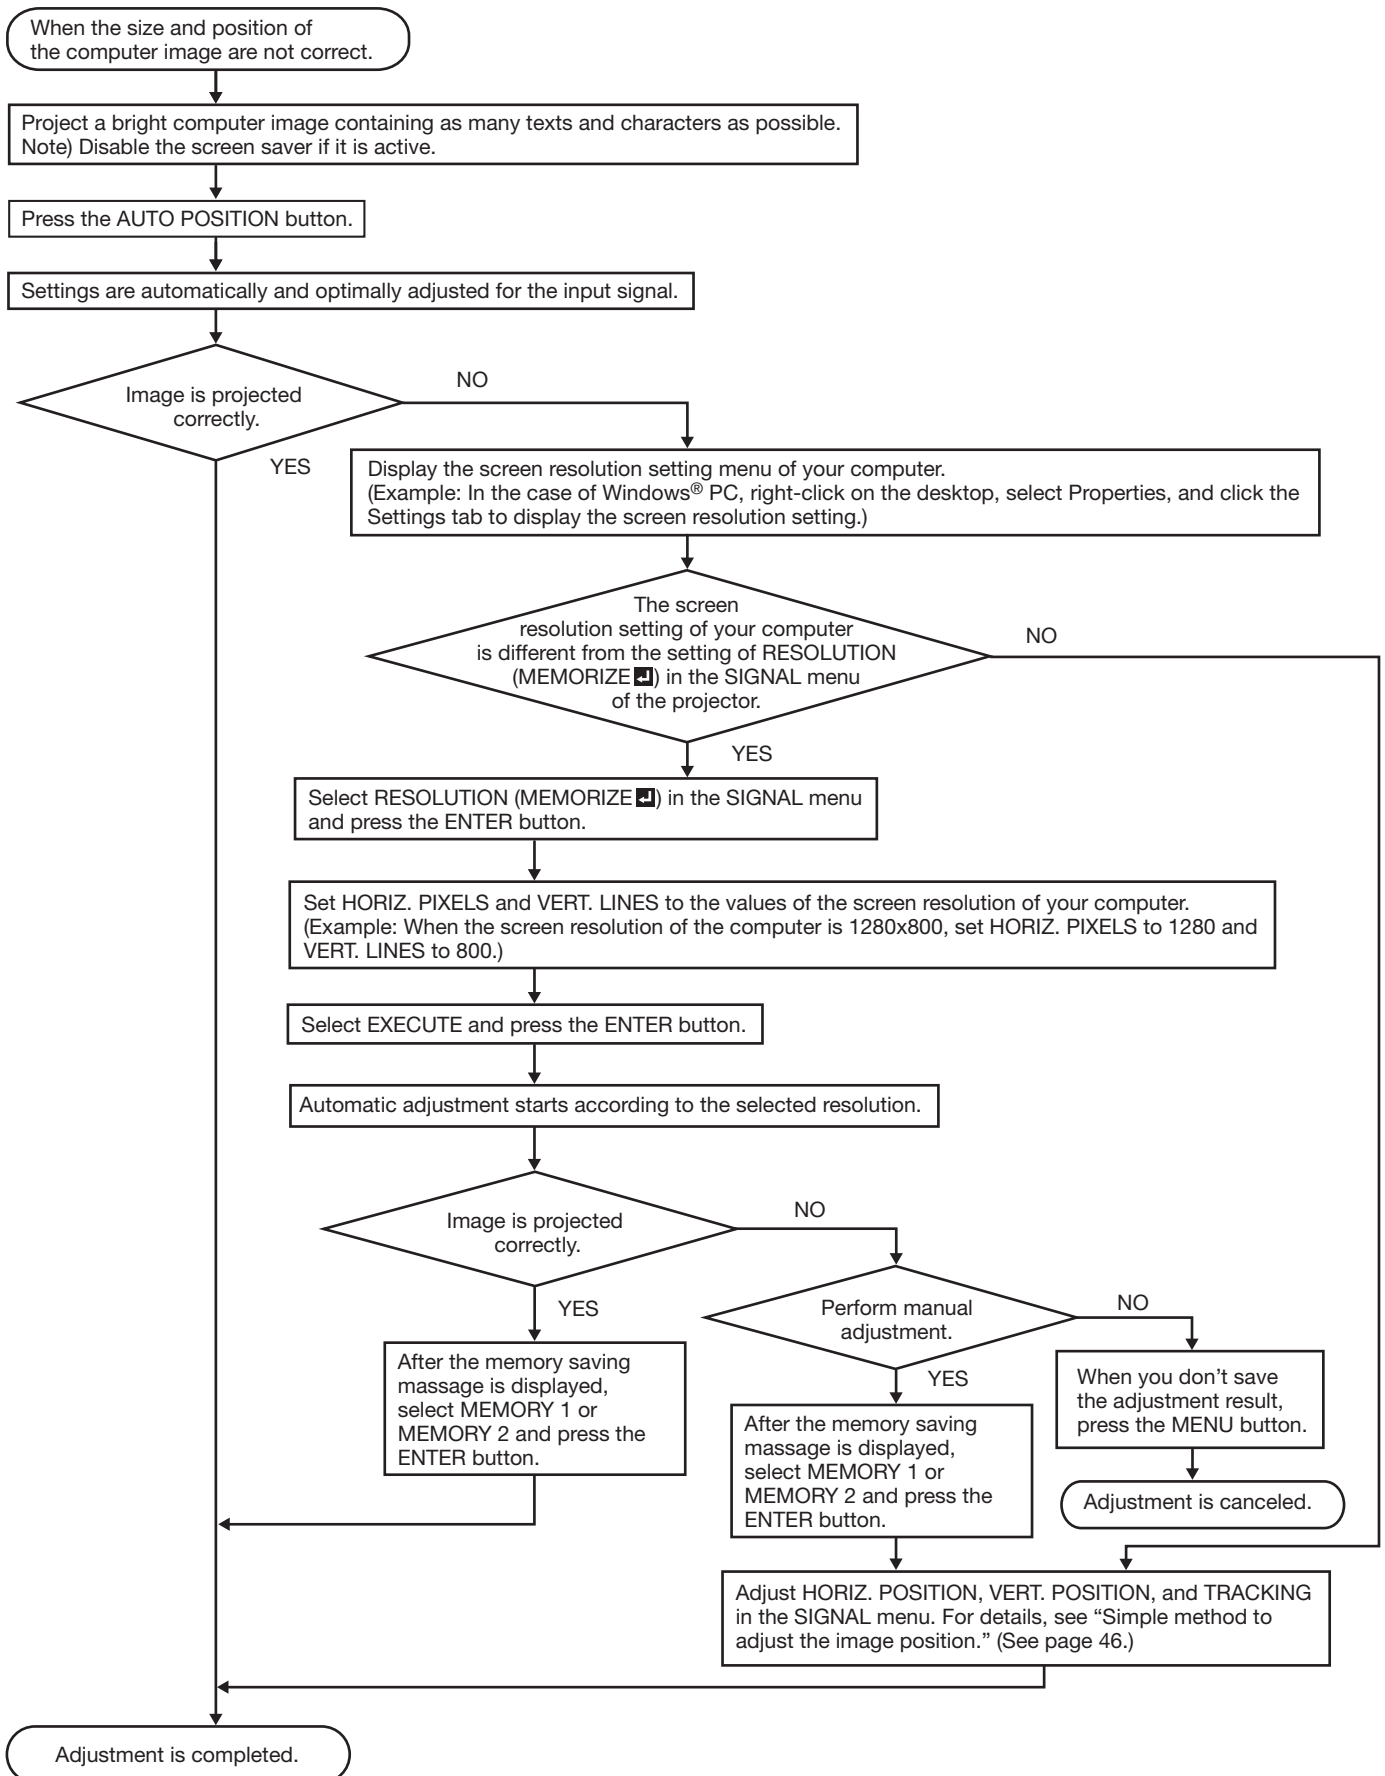 When the size and position of
the computer image are not correct.
Project a bright computer image containing as many texts and characters as possible.
Note) Disable the screen saver if it is active.
Press the AUTO POSITION button.
Settings are automatically and optimally adjusted for the input signal.
Image is projected
correctly.
NO
YES
Display the screen resolution setting menu of your computer.
(Example: In the case of Windows® PC, right-click on the desktop, select Properties, and click the
Settings tab to display the screen resolution setting.)
The screen
resolution setting of your computer
is different from the setting of RESOLUTION
(MEMORIZE↵) in the SIGNAL menu
of the projector.
NO
YES
Select RESOLUTION (MEMORIZE↵) in the SIGNAL menu
and press the ENTER button.
Set HORIZ. PIXELS and VERT. LINES to the values of the screen resolution of your computer.
(Example: When the screen resolution of the computer is 1280x800, set HORIZ. PIXELS to 1280 and
VERT. LINES to 800.)
Select EXECUTE and press the ENTER button.
Automatic adjustment starts according to the selected resolution.
Image is projected
correctly.
NO
YES
Perform manual
adjustment.
NO
YES
After the memory saving
massage is displayed,
select MEMORY 1 or
MEMORY 2 and press the
ENTER button.
After the memory saving
massage is displayed,
select MEMORY 1 or
MEMORY 2 and press the
ENTER button.
When you don't save
the adjustment result,
press the MENU button.
Adjustment is canceled.
Adjust HORIZ. POSITION, VERT. POSITION, and TRACKING
in the SIGNAL menu. For details, see “Simple method to
adjust the image position.” (See page 46.)
Adjustment is completed.